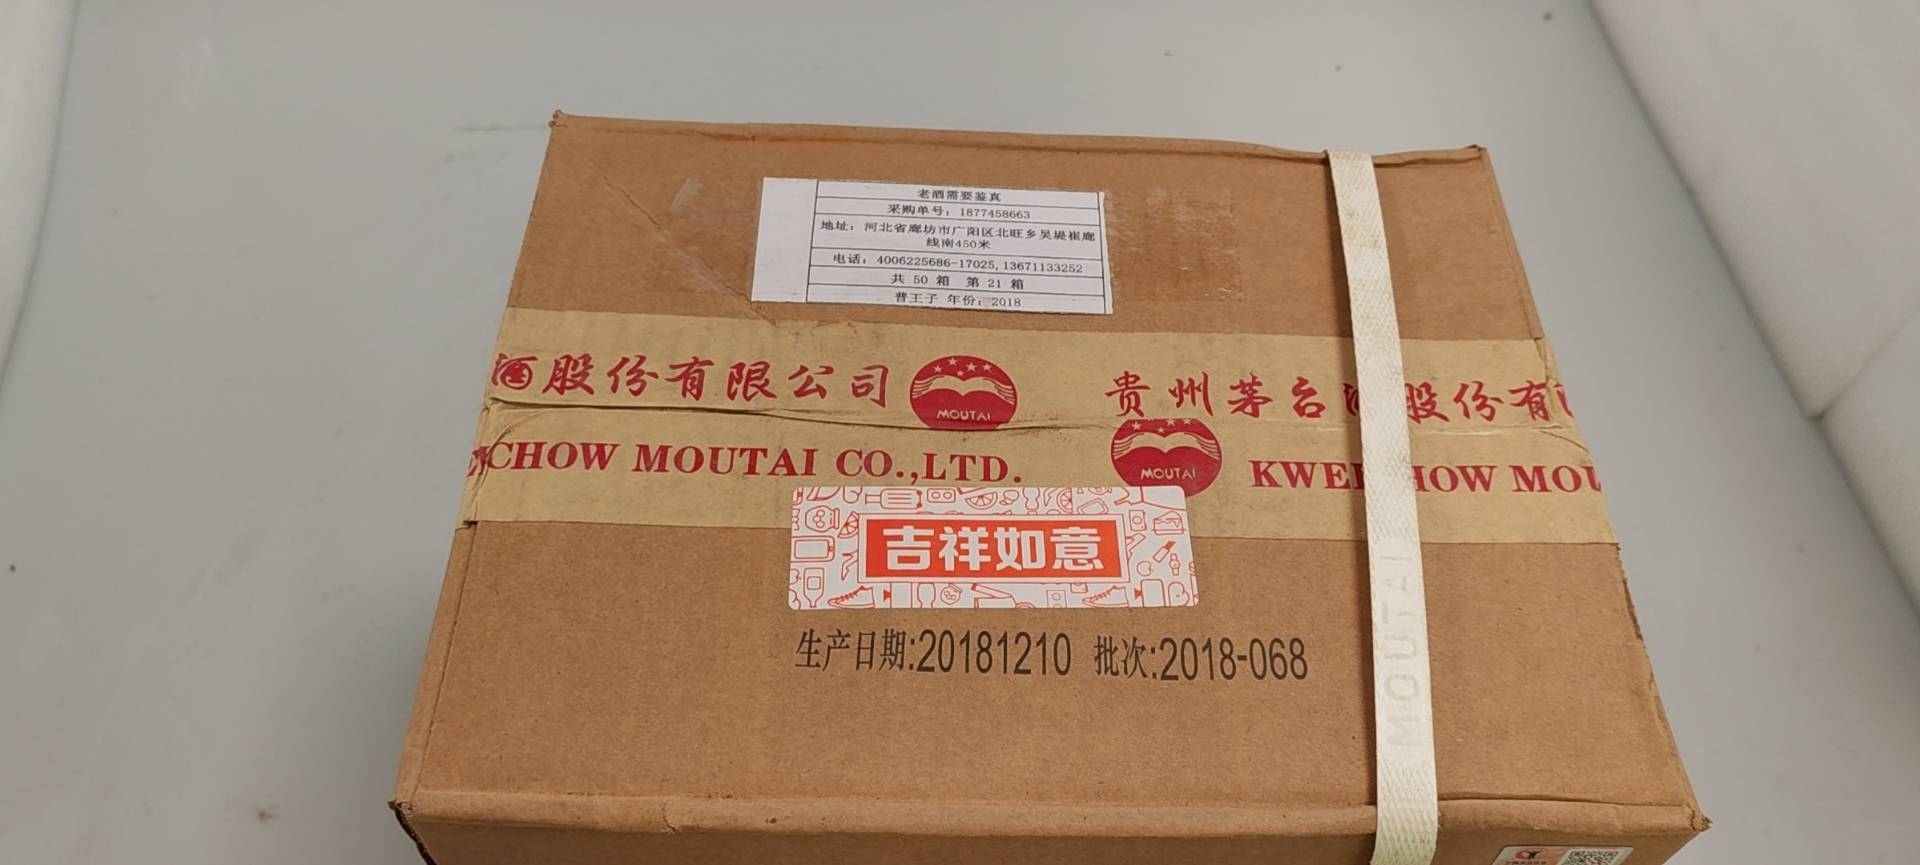 老酒需要鉴真
采购单号：1877458663
地址：河北省廊坊市广阳区北旺乡吴堤崔廊
线南450米
电话：4006225686-17025,13671133252
共 50 箱 第 21 箱
普王子 年份：2018
酒股份有限公司 MOUTAI 贵州茅台 股份有
CHOW MOUTAI CO.,LTD. MOUTAI KWEI HOW MOU
吉祥如意
生产日期:20181210 批次:2018-068
MOUTAI